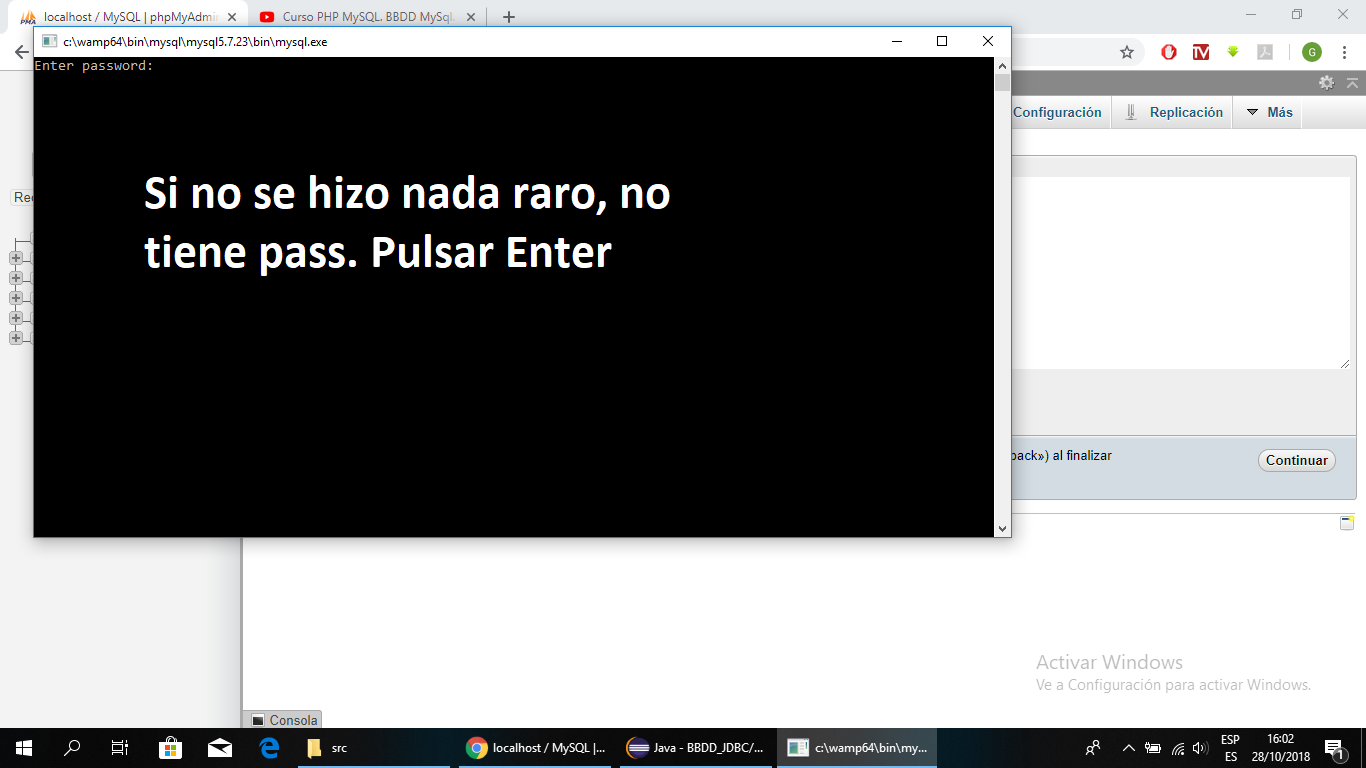 localhost / MySQL | phpMyAdmin
Curso PHP MySQL. BBDD MySql.
c:\wamp64\bin\mysql\mysql5.7.23\bin\mysql.exe
Enter password:
Si no se hizo nada raro, no
tiene pass. Pulsar Enter
G
Configuración
Replicación
Más
Rec
back») al finalizar
Continuar
Activar Windows
Ve a Configuración para activar Windows.
Consola
src
localhost / MySQL |...
Java - BBDD_JDBC/...
c:\wamp64\bin\my...
ESP
ES
16:02
28/10/2018
1